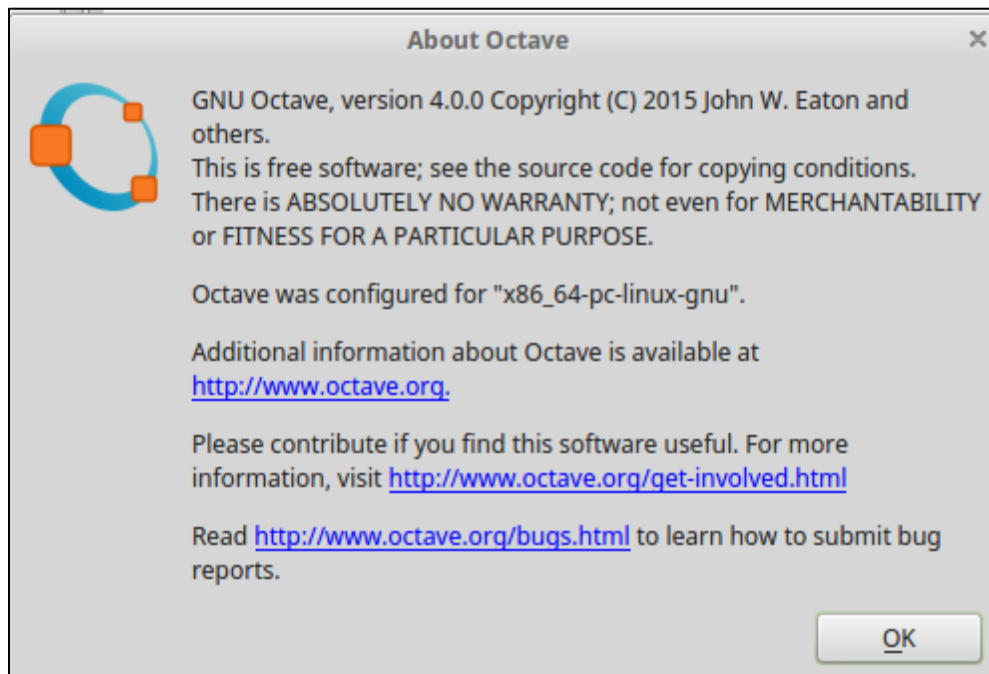 About Octave
GNU Octave, version 4.0.0 Copyright (C) 2015 John W. Eaton and
others.
This is free software; see the source code for copying conditions.
There is ABSOLUTELY NO WARRANTY; not even for MERCHANTABILITY
or FITNESS FOR A PARTICULAR PURPOSE.
Octave was configured for "x86_64-pc-linux-gnu".
Additional information about Octave is available at
http://www.octave.org.
Please contribute if you find this software useful. For more
information, visit http://www.octave.org/get-involved.html
Read http://www.octave.org/bugs.html to learn how to submit bug
reports.
OK